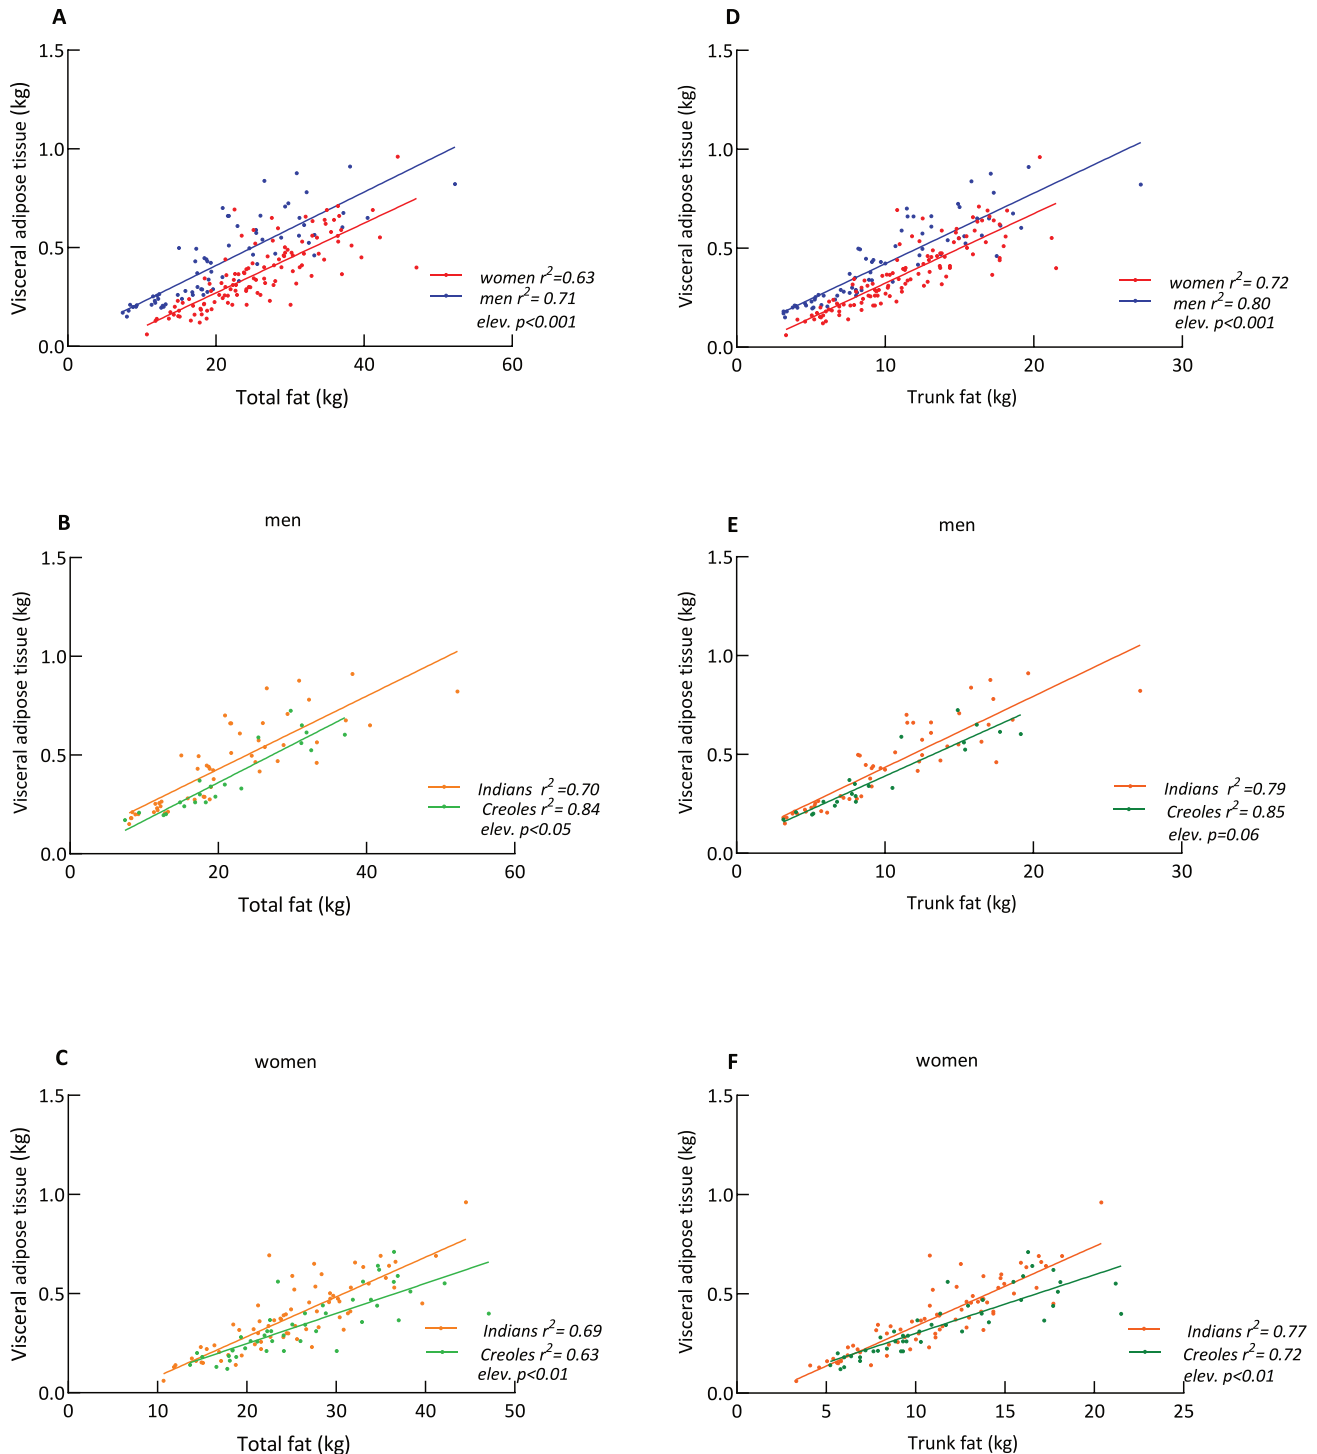 A
1.5
1.0
0.5
0.0
Visceral adipose tissue (kg)
0 20 40 60
Total fat (kg)
women r²=0.63
men r²= 0.71
elev. p<0.001
D
1.5
1.0
0.5
0.0
Visceral adipose tissue (kg)
0 10 20 30
Trunk fat (kg)
women r²= 0.72
men r²= 0.80
elev. p<0.001
B
men
1.5
1.0
0.5
0.0
Visceral adipose tissue (kg)
0 20 40 60
Total fat (kg)
Indians r²=0.70
Creoles r²= 0.84
elev. p<0.05
E
men
1.5
1.0
0.5
0.0
Visceral adipose tissue (kg)
0 10 20 30
Trunk fat (kg)
Indians r²=0.79
Creoles r²= 0.85
elev. p=0.06
C
women
1.5
1.0
0.5
0.0
Visceral adipose tissue (kg)
0 10 20 30 40 50
Total fat (kg)
Indians r²= 0.69
Creoles r²= 0.63
elev. p<0.01
F
women
1.5
1.0
0.5
0.0
Visceral adipose tissue (kg)
0 5 10 15 20 25
Trunk fat (kg)
Indians r²= 0.77
Creoles r²= 0.72
elev. p<0.01